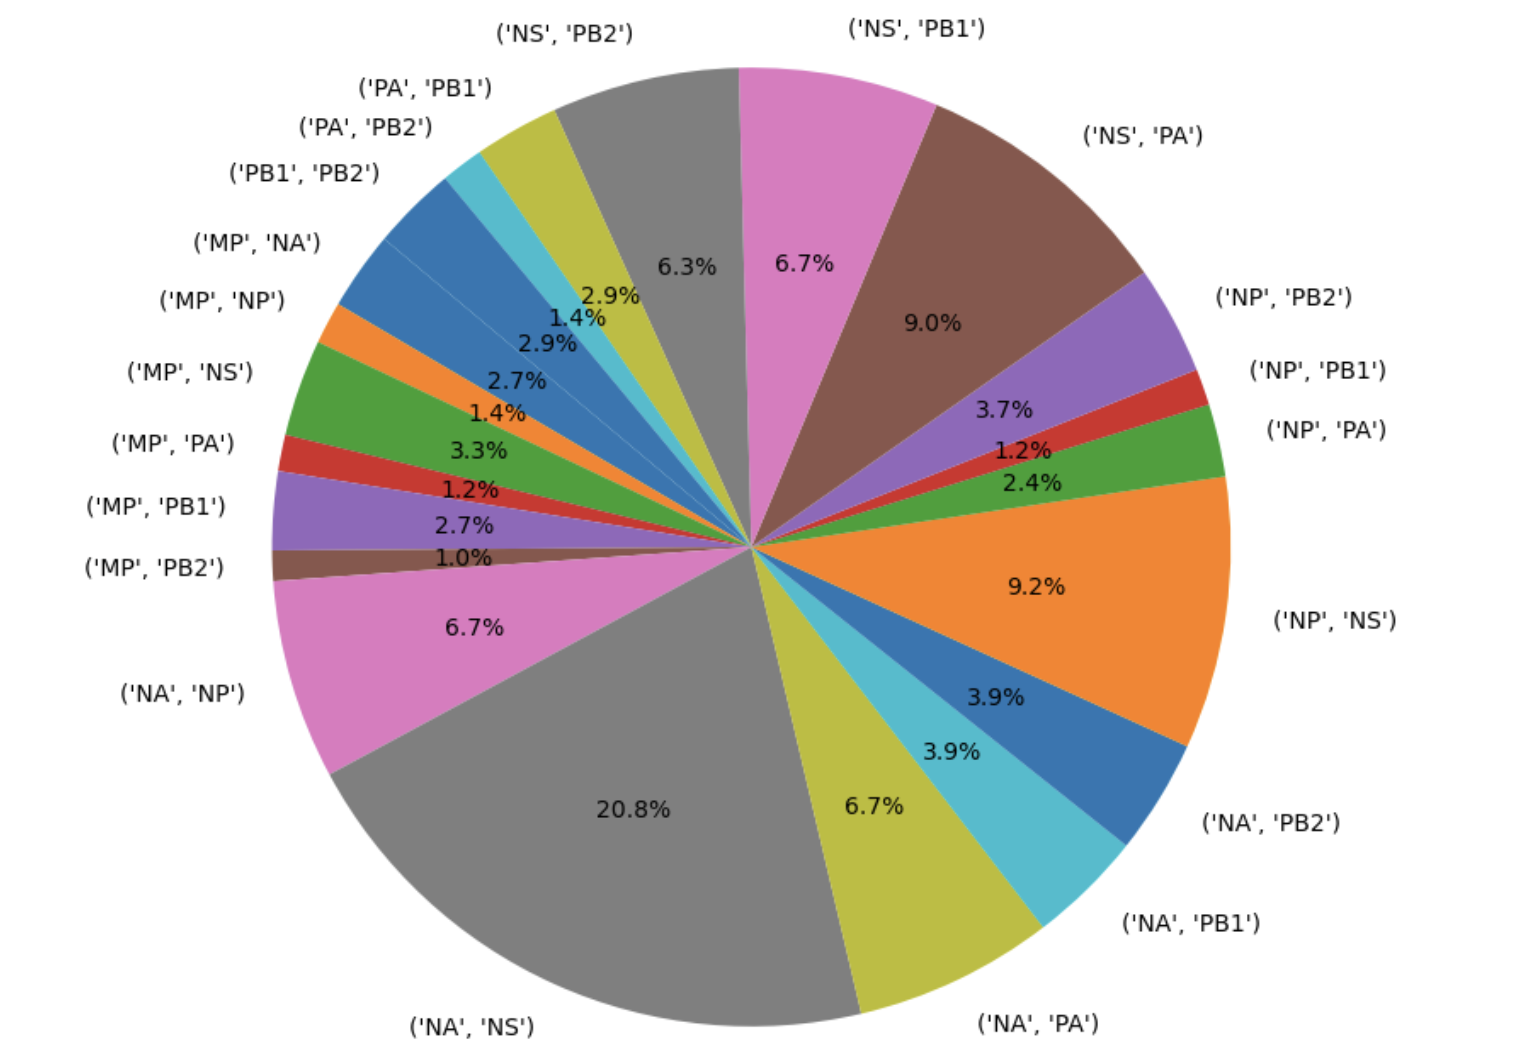 ('NS', 'PB2')
('NS', 'PB1')
('PA', 'PB1')
('PA', 'PB2')
('NS', 'PA')
('PB1', 'PB2')
('MP', 'NA')
6.3%
6.7%
2.9%
('NP', 'PB2')
('MP', 'NP')
1.4%
9.0%
2.9%
('MP', 'NS')
2.7%
('NP', 'PB1')
1.4%
3.7%
('NP', 'PA')
('MP', 'PA')
3.3%
1.2%
1.2%
2.4%
('MP', 'PB1')
2.7%
1.0%
('MP', 'PB2')
9.2%
6.7%
('NP', 'NS')
('NA', 'NP')
3.9%
3.9%
20.8%
6.7%
('NA', 'PB2')
('NA', 'PB1')
('NA', 'NS')
('NA', 'PA')